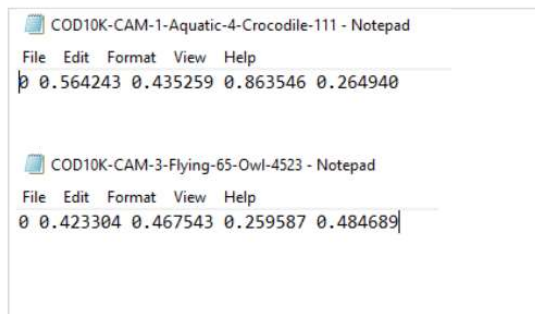 COD10K-CAM-1-Aquatic-4-Crocodile-111 - Notepad
File Edit Format View Help
0 0.564243 0.435259 0.863546 0.264940
COD10K-CAM-3-Flying-65-Owl-4523 - Notepad
File Edit Format View Help
0 0.423304 0.467543 0.259587 0.484689